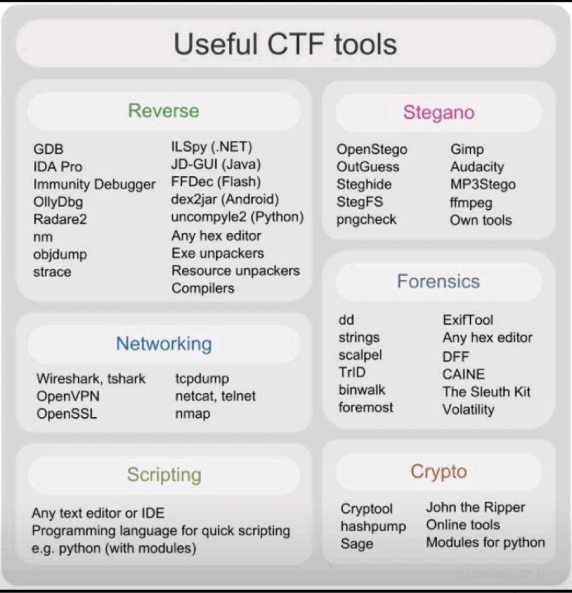 Useful CTF tools
Reverse
GDB
IDA Pro
Immunity Debugger
OllyDbg
Radare2
nm
objdump
strace
ILSpy (.NET)
JD-GUI (Java)
FFDec (Flash)
dex2jar (Android)
uncompyle2 (Python)
Any hex editor
Exe unpackers
Resource unpackers
Compilers
Stegano
OpenStego
OutGuess
Steghide
StegFS
pngcheck
Gimp
Audacity
MP3Stego
ffmpeg
Own tools
Networking
Wireshark, tshark
OpenVPN
OpenSSL
tcpdump
netcat, telnet
nmap
Forensics
dd
strings
scalpel
TrID
binwalk
foremost
ExifTool
Any hex editor
DFF
CAINE
The Sleuth Kit
Volatility
Scripting
Any text editor or IDE
Programming language for quick scripting
e.g. python (with modules)
Crypto
Cryptool
hashpump
Sage
John the Ripper
Online tools
Modules for python